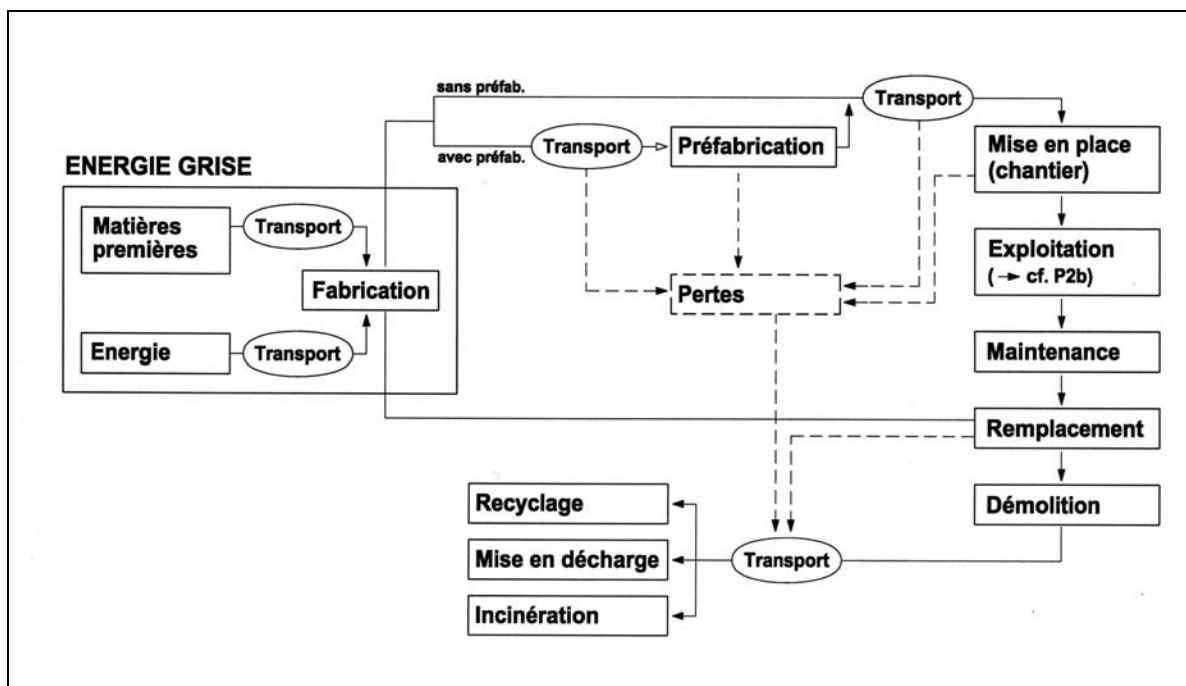 sans préfab.
Transport
avec préfab.
Transport
Préfabrication
Mise en place
(chantier)
ENERGIE GRISE
Matières
premières
Transport
Exploitation
( → cf. P2b)
Fabrication
Pertes
Energie
Transport
Maintenance
Remplacement
Recyclage
Démolition
Mise en décharge
Transport
Incinération